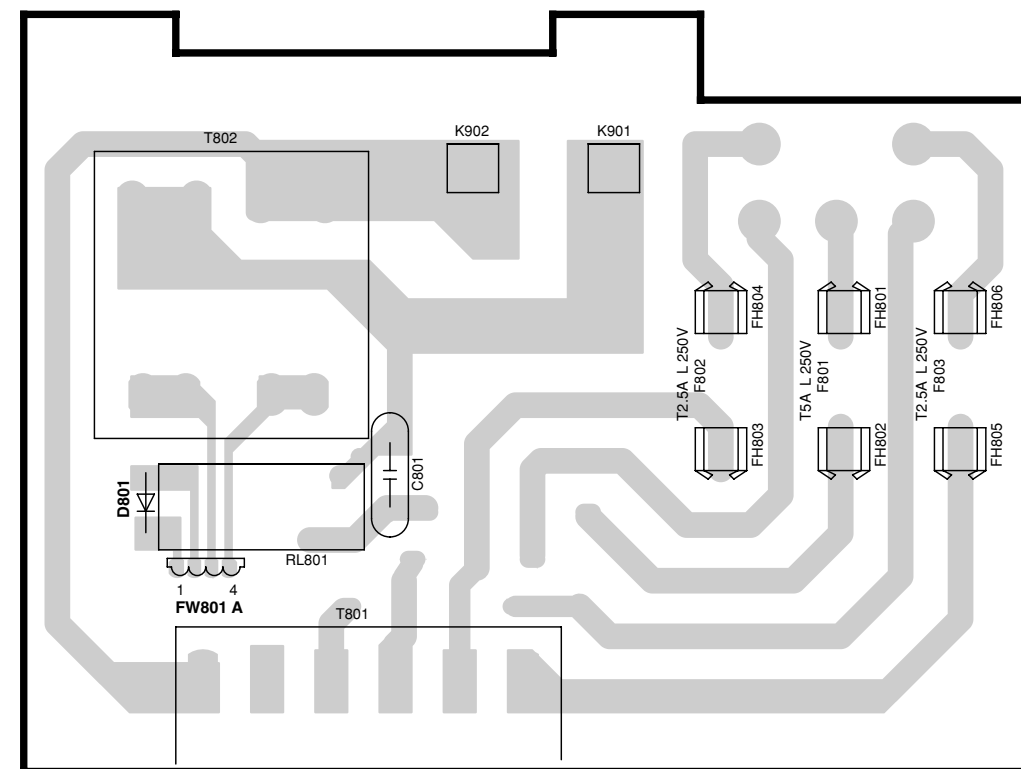 T802
K902
K901
FH804
FH801
FH806
T2.5A L 250V
F802
T5A L 250V
F801
T2.5A L 250V
F803
FH803
FH802
FH805
C801
D801
RL801
1 4
FW801 A
T801